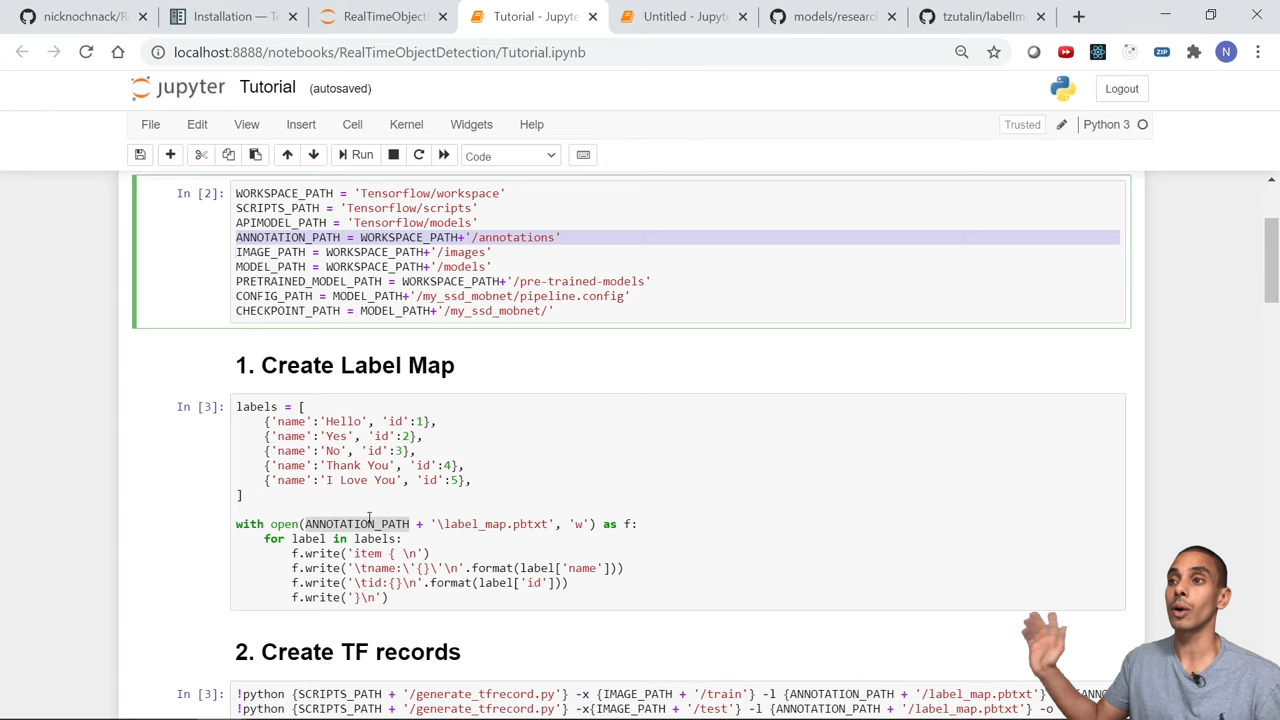 nicknochnack/R
Installation — T
RealTimeObjecti
Tutorial - Jupyte
Untitled - Jupyte
models/research
tzutalin/labelIm
localhost:8888/notebooks/RealTimeObjectDetection/Tutorial.ipynb
N
jupyter Tutorial (autosaved)
Logout
File Edit View Insert Cell Kernel Widgets Help
Trusted Python 3
Run Code
In [2]: WORKSPACE_PATH = 'Tensorflow/workspace'
SCRIPTS_PATH = 'Tensorflow/scripts'
APIMODEL_PATH = 'Tensorflow/models'
ANNOTATION_PATH = WORKSPACE_PATH+'/annotations'
IMAGE_PATH = WORKSPACE_PATH+'/images'
MODEL_PATH = WORKSPACE_PATH+'/models'
PRETRAINED_MODEL_PATH = WORKSPACE_PATH+'/pre-trained-models'
CONFIG_PATH = MODEL_PATH+'/my_ssd_mobnet/pipeline.config'
CHECKPOINT_PATH = MODEL_PATH+'/my_ssd_mobnet/'
1. Create Label Map
In [3]: labels = [
{'name':'Hello', 'id':1},
{'name':'Yes', 'id':2},
{'name':'No', 'id':3},
{'name':'Thank You', 'id':4},
{'name':'I Love You', 'id':5},
]
with open(ANNOTATION_PATH + '\label_map.pbtxt', 'w') as f:
for label in labels:
f.write('item { \n')
f.write('\tname:\'{}\'\n'.format(label['name']))
f.write('\tid:{}\n'.format(label['id']))
f.write('}\n')
2. Create TF records
In [3]: !python {SCRIPTS_PATH + '/generate_tfrecord.py'} -x {IMAGE_PATH + '/train'} -l {ANNOTATION_PATH + '/label_map.pbtxt'}
!python {SCRIPTS_PATH + '/generate_tfrecord.py'} -x{IMAGE_PATH + '/test'} -l {ANNOTATION_PATH + '/label_map.pbtxt'} -o